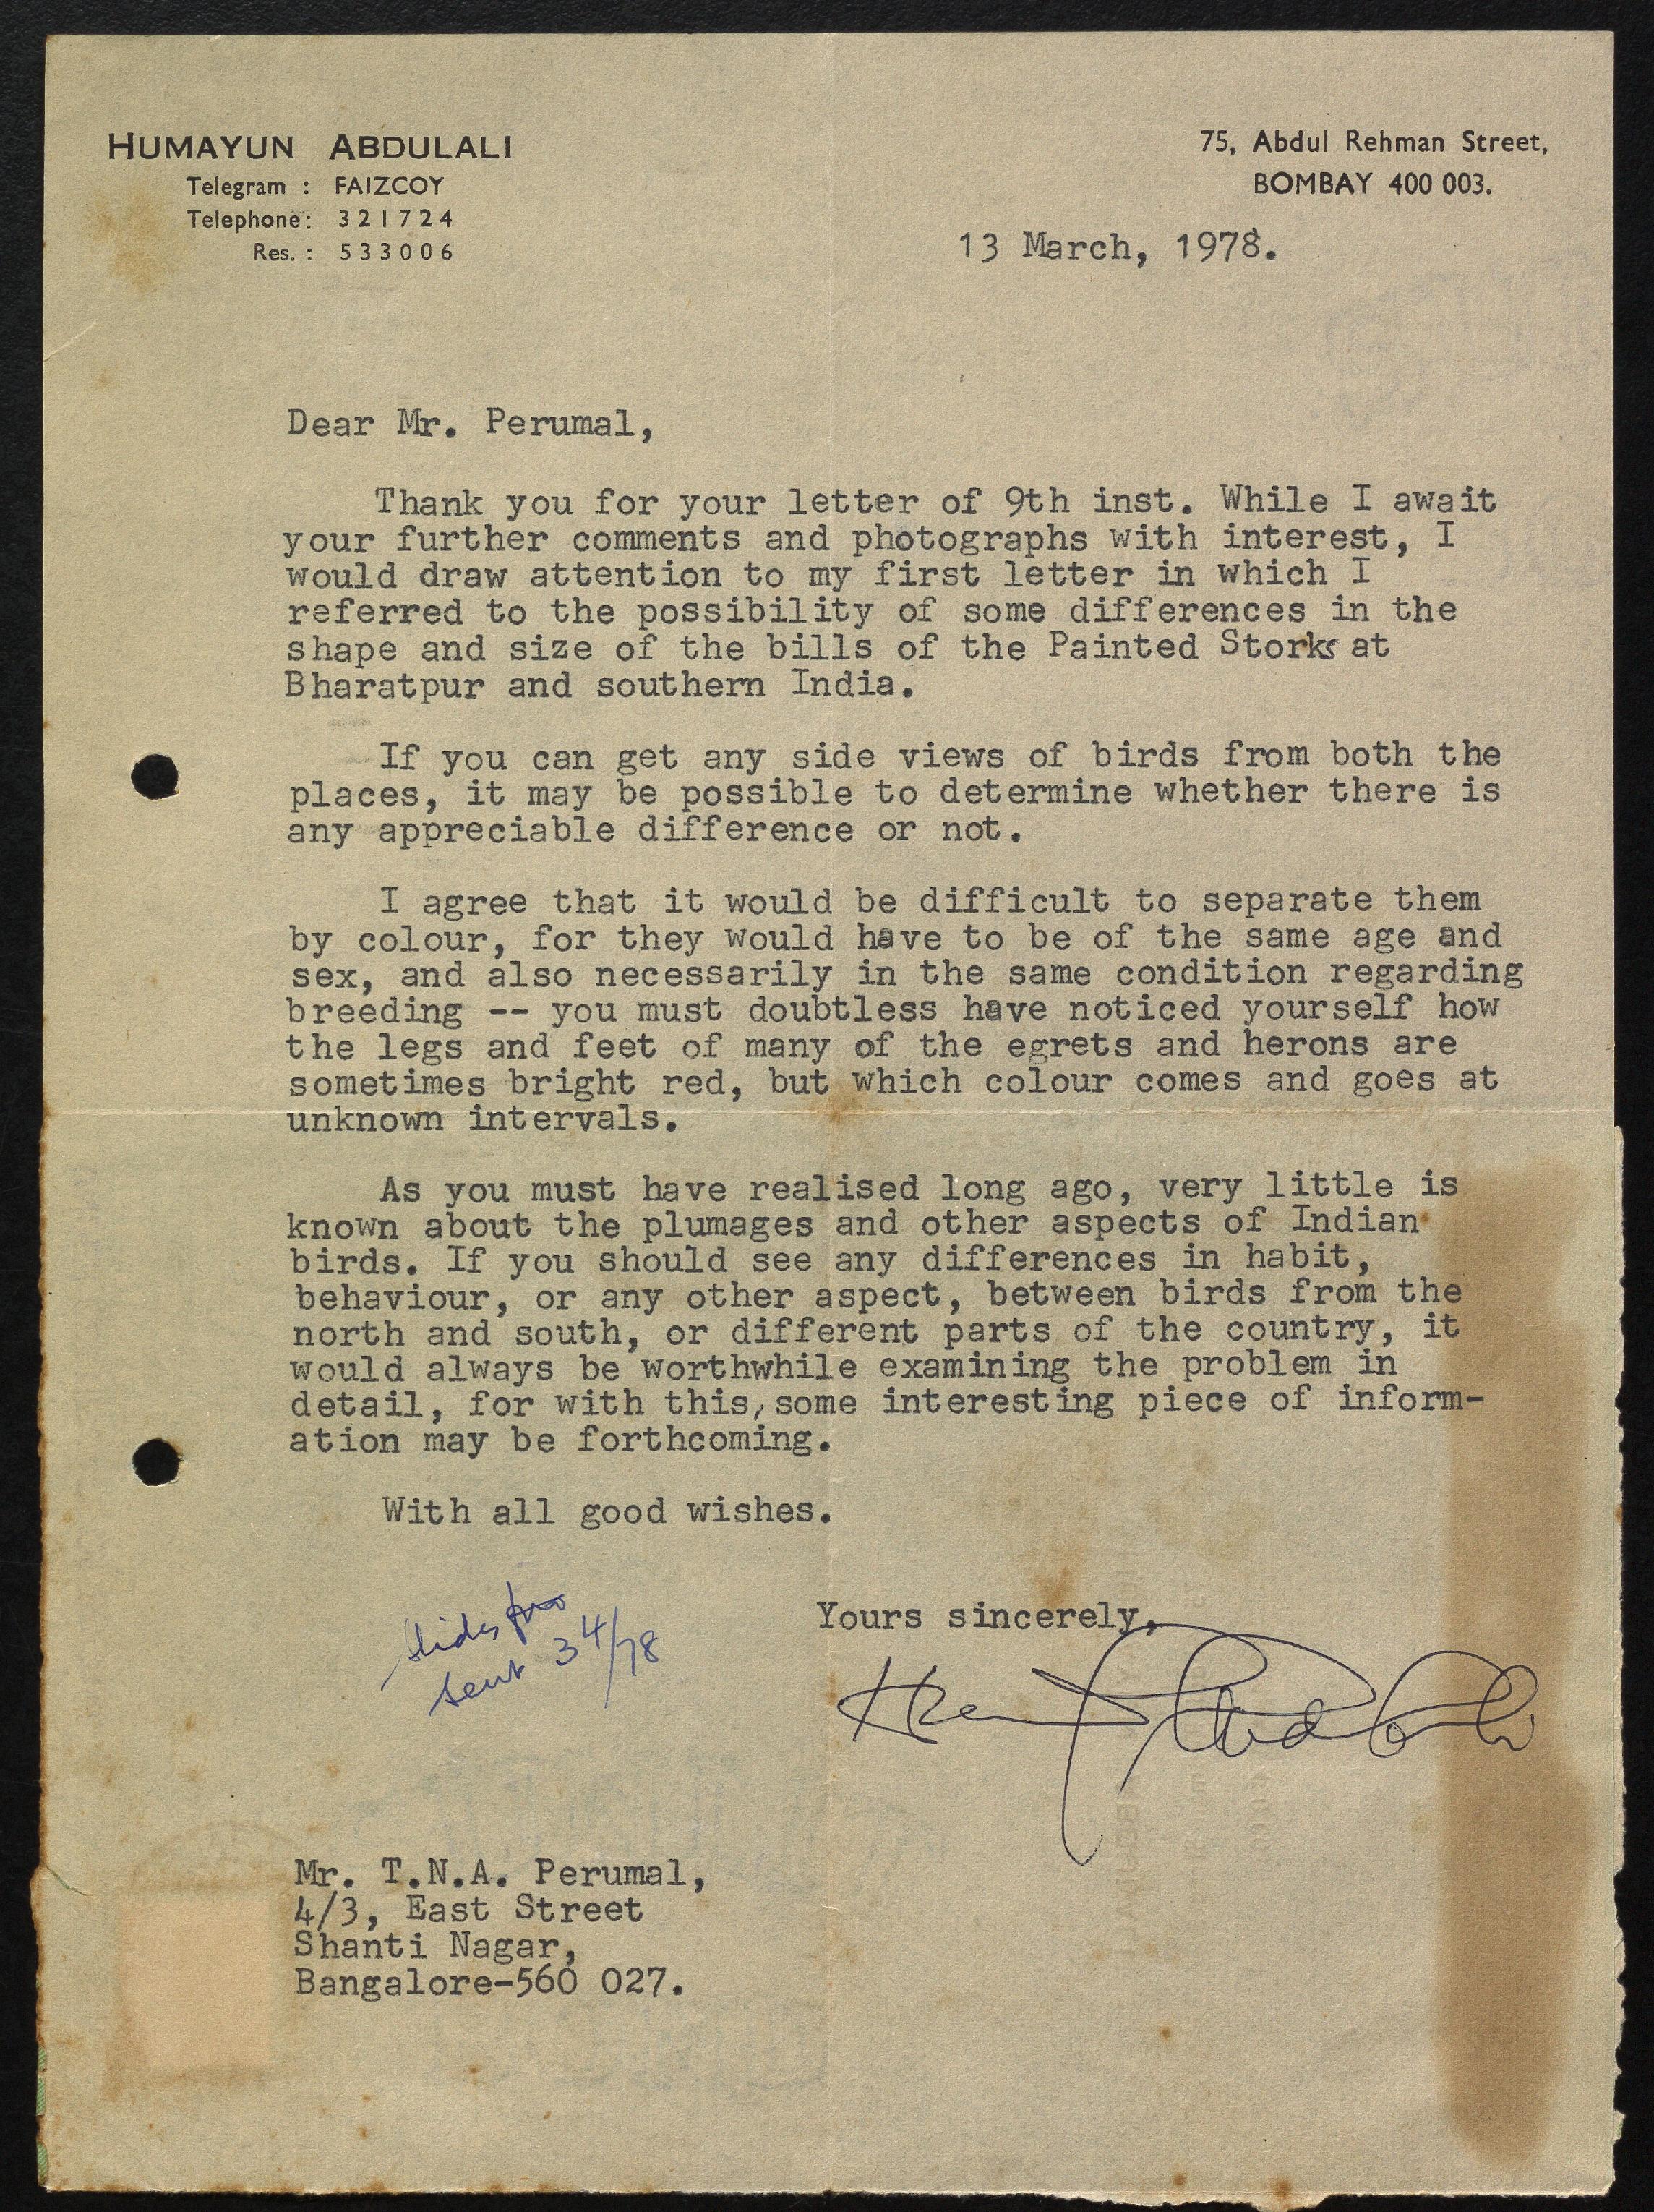 HUMAYUN ABDULALI
Telegram : FAIZCOY
Telephone: 321724
Res. : 533006
75, Abdul Rehman Street,
BOMBAY 400 003.
13 March, 1978.
Dear Mr. Perumal,
Thank you for your letter of 9th inst. While I await
your further comments and photographs with interest, I
would draw attention to my first letter in which I
referred to the possibility of some differences in the
shape and size of the bills of the Painted Storks at
Bharatpur and southern India.
If you can get any side views of birds from both the
places, it may be possible to determine whether there is
any appreciable difference or not.
I agree that it would be difficult to separate them
by colour, for they would have to be of the same age and
sex, and also necessarily in the same condition regarding
breeding -- you must doubtless have noticed yourself how
the legs and feet of many of the egrets and herons are
sometimes bright red, but which colour comes and goes at
unknown intervals.
As you must have realised long ago, very little is
known about the plumages and other aspects of Indian
birds. If you should see any differences in habit,
behaviour, or any other aspect, between birds from the
north and south, or different parts of the country, it
would always be worthwhile examining the problem in
detail, for with this, some interesting piece of inform-
ation may be forthcoming.
With all good wishes.
Yours sincerely,
slides
sent 3 4/78
Mr. T.N.A. Perumal,
4/3, East Street
Shanti Nagar,
Bangalore-560 027.